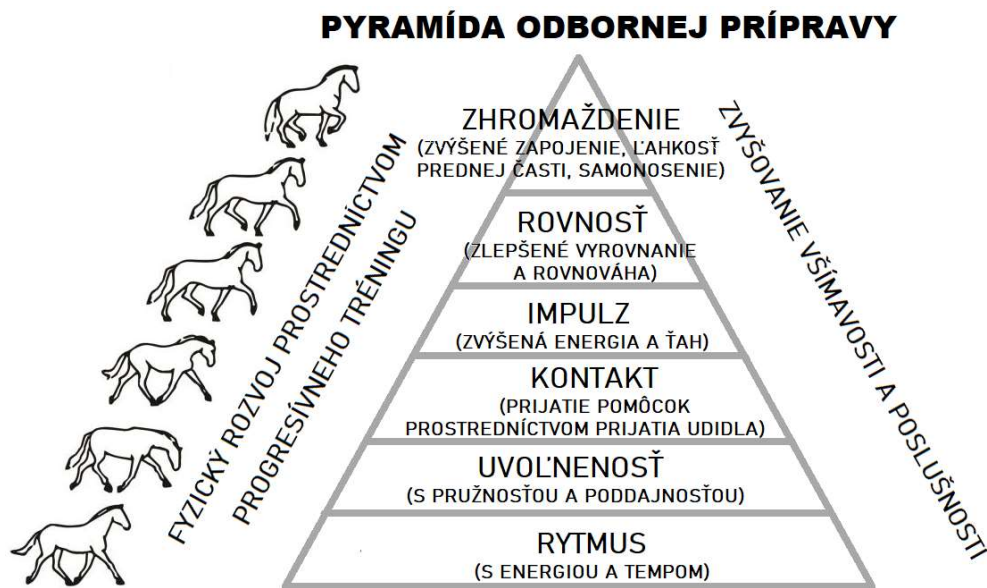 PYRAMÍDA ODBORNEJ PRÍPRAVY
ZHROMAŽDENIE
(ZVÝŠENÉ ZAPOJENIE, ĽAHKOSŤ
PREDNEJ ČASTI, SAMONOSENIE)
ROVNOSŤ
(ZLEPŠENÉ VYROVNANIE
A ROVNOVÁHA)
IMPULZ
(ZVÝŠENÁ ENERGIA A ŤAH)
KONTAKT
(PRIJATIE POMÔCOK
PROSTREDNÍCTVOM PRIJATIA UDIDLA)
UVOĽNENOSŤ
(S PRUŽNOSŤOU A PODDAJNOSŤOU)
RYTMUS
(S ENERGIOU A TEMPOM)
FYZICKÝ ROZVOJ PROSTREDNÍCTVOM
PROGRESÍVNEHO TRÉNINGU
ZVYŠOVANIE VŠÍMAVOSTI A POSLUŠNOSTI